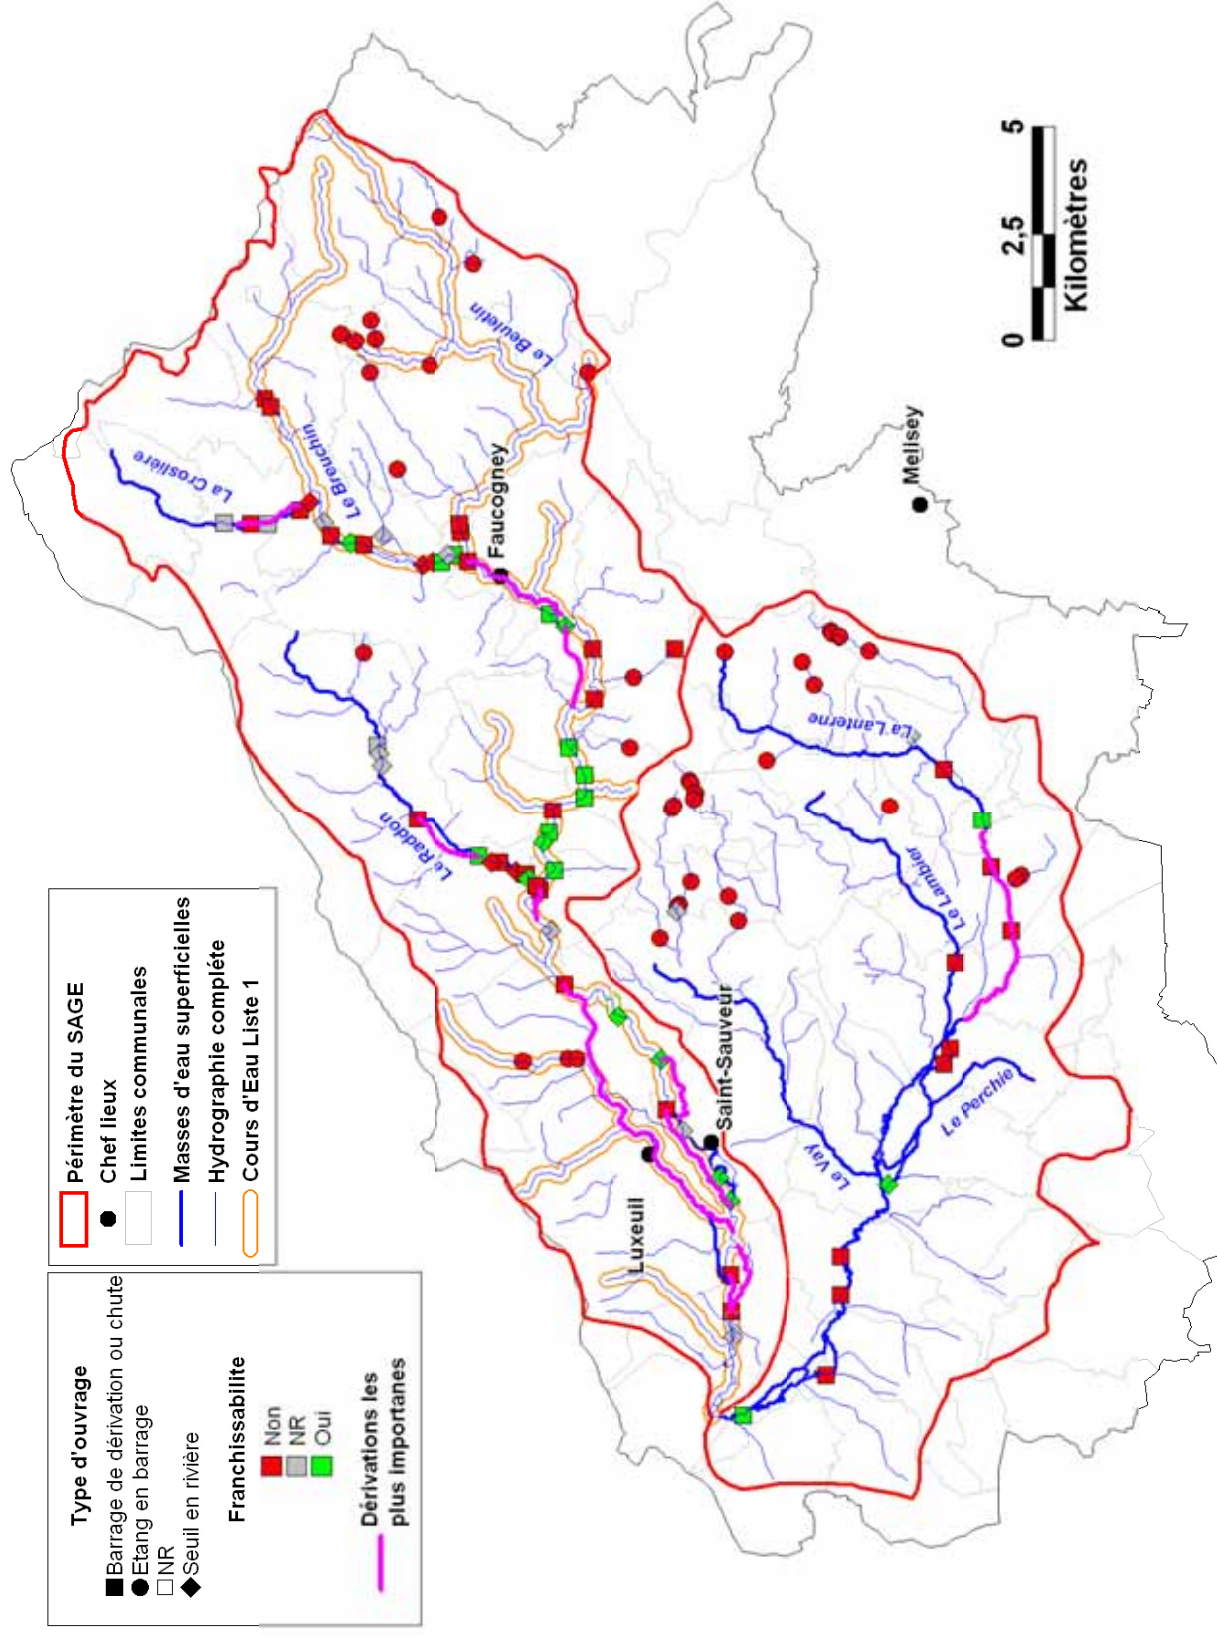 Type d'ouvrage
Barrage de dérivation ou chute
Etang en barrage
NR
Seuil en rivière
Franchissabilite
Non
NR
Oui
Dérivations les
plus importanes
Périmètre du SAGE
Chef lieux
Limites communales
Masses d'eau superficielles
Hydrographie complète
Cours d'Eau Liste 1
La Croslière
Le Breuchin
Le Beuletin
Faucogney
Le Raddon
Luxeuil
Saint-Sauveur
Le Vay
Le Perchie
Le Lambier
La Lanterne
Melisey
0 2,5 5
Kilomètres